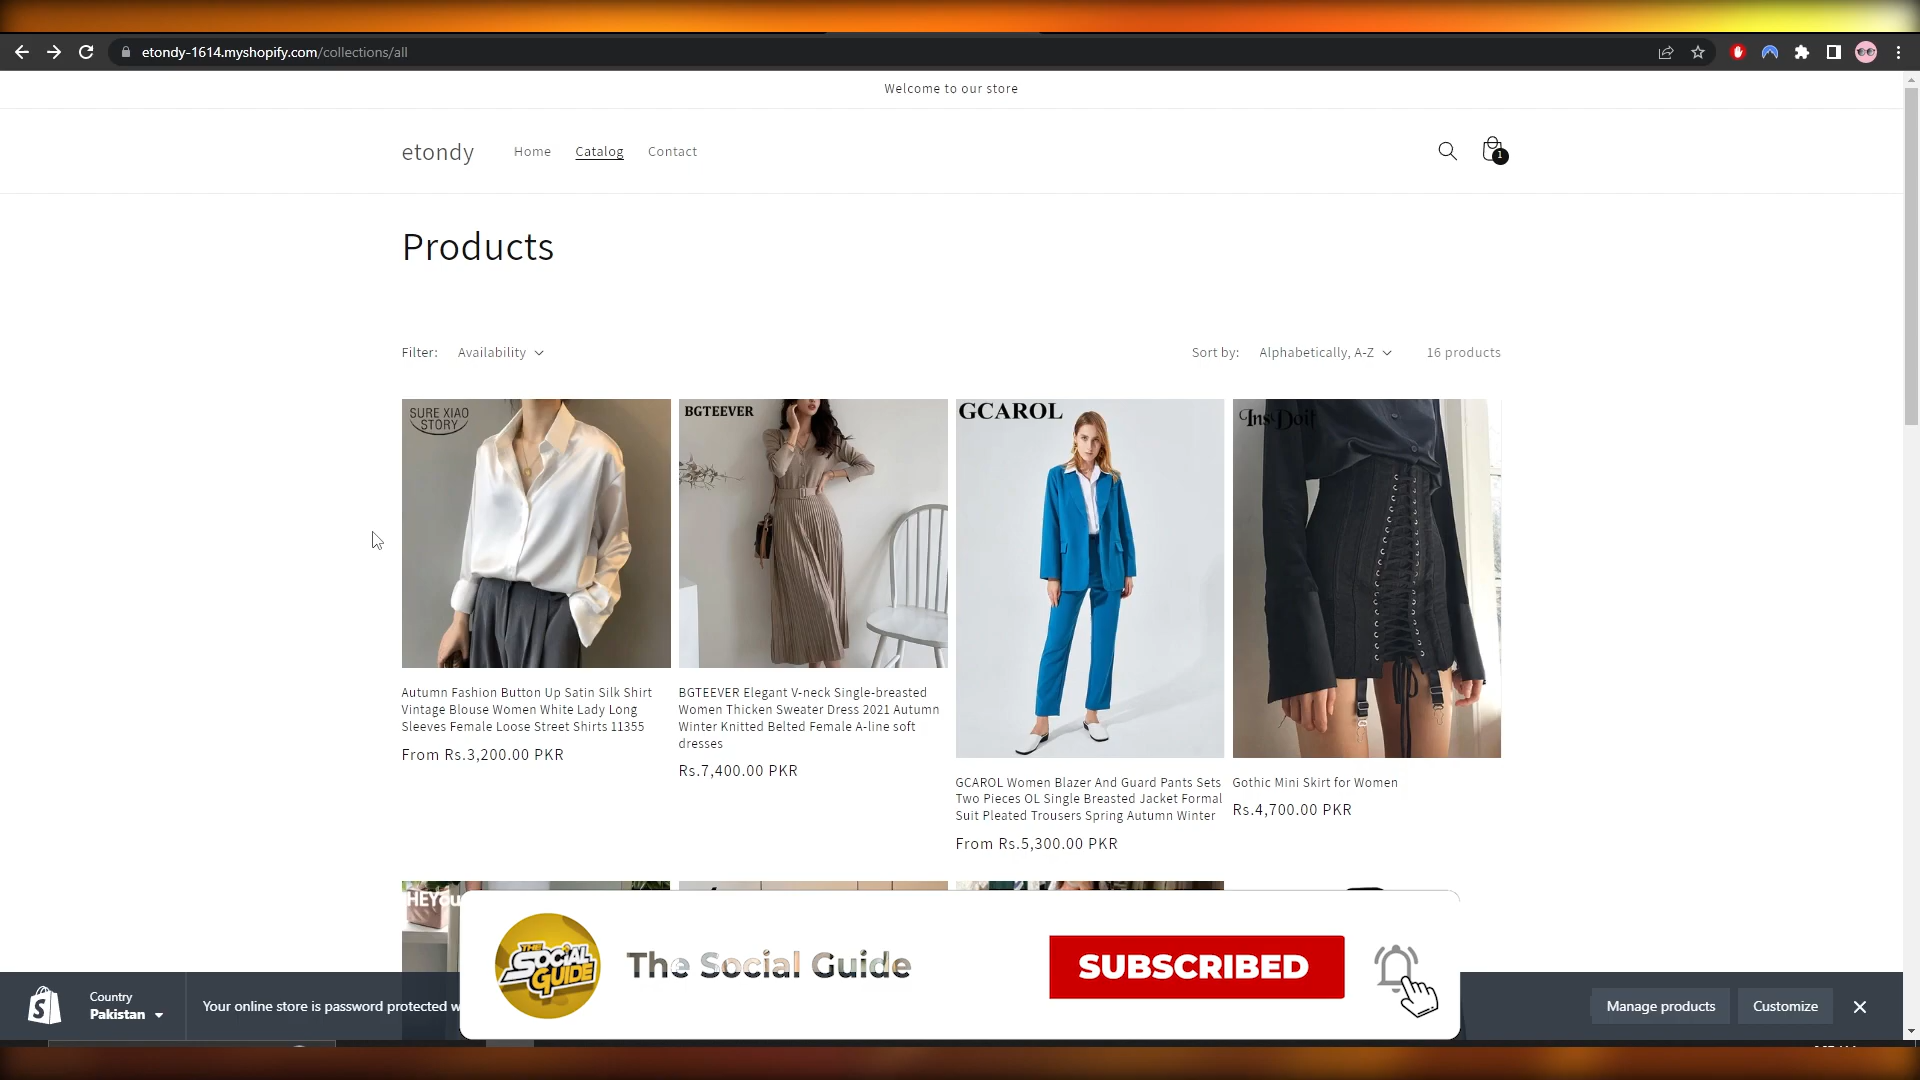 etondy-1614.myshopify.com/collections/all
Welcome to our store
etondy
Home
Catalog
Contact
1
Products
Filter:
Availability
Sort by:
Alphabetically, A-Z
16 products
SURE XIAO
STORY
BGTEEVER
GCAROL
InsDoit
Autumn Fashion Button Up Satin Silk Shirt
Vintage Blouse Women White Lady Long
Sleeves Female Loose Street Shirts 11355
From Rs.3,200.00 PKR
BGTEEVER Elegant V-neck Single-breasted
Women Thicken Sweater Dress 2021 Autumn
Winter Knitted Belted Female A-line soft
dresses
Rs.7,400.00 PKR
GCAROL Women Blazer And Guard Pants Sets
Two Pieces OL Single Breasted Jacket Formal
Suit Pleated Trousers Spring Autumn Winter
From Rs.5,300.00 PKR
Gothic Mini Skirt for Women
Rs.4,700.00 PKR
THE
SOCIAL
GUIDE
The Social Guide
SUBSCRIBED
Country
Pakistan
Your online store is password protected
Manage products
Customize